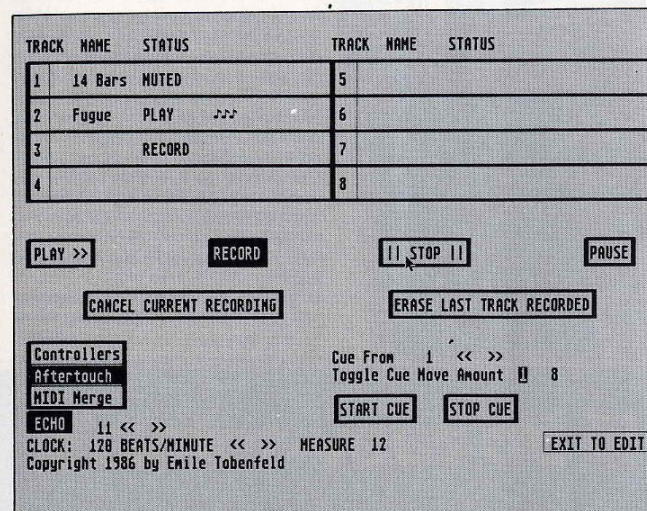 TRACK NAME STATUS TRACK NAME STATUS
1 14 Bars MUTED 5
2 Fugue PLAY ♪♪♪ 6
3 RECORD 7
4 8
PLAY >> RECORD || STOP || PAUSE
CANCEL CURRENT RECORDING ERASE LAST TRACK RECORDED
Controllers
Aftertouch
MIDI Merge
Cue From 1 << >>
Toggle Cue Move Amount 1 8
START CUE STOP CUE
ECHO 11 << >>
CLOCK: 120 BEATS/MINUTE << >> MEASURE 12 EXIT TO EDIT
Copyright 1986 by Emile Tobenfeld